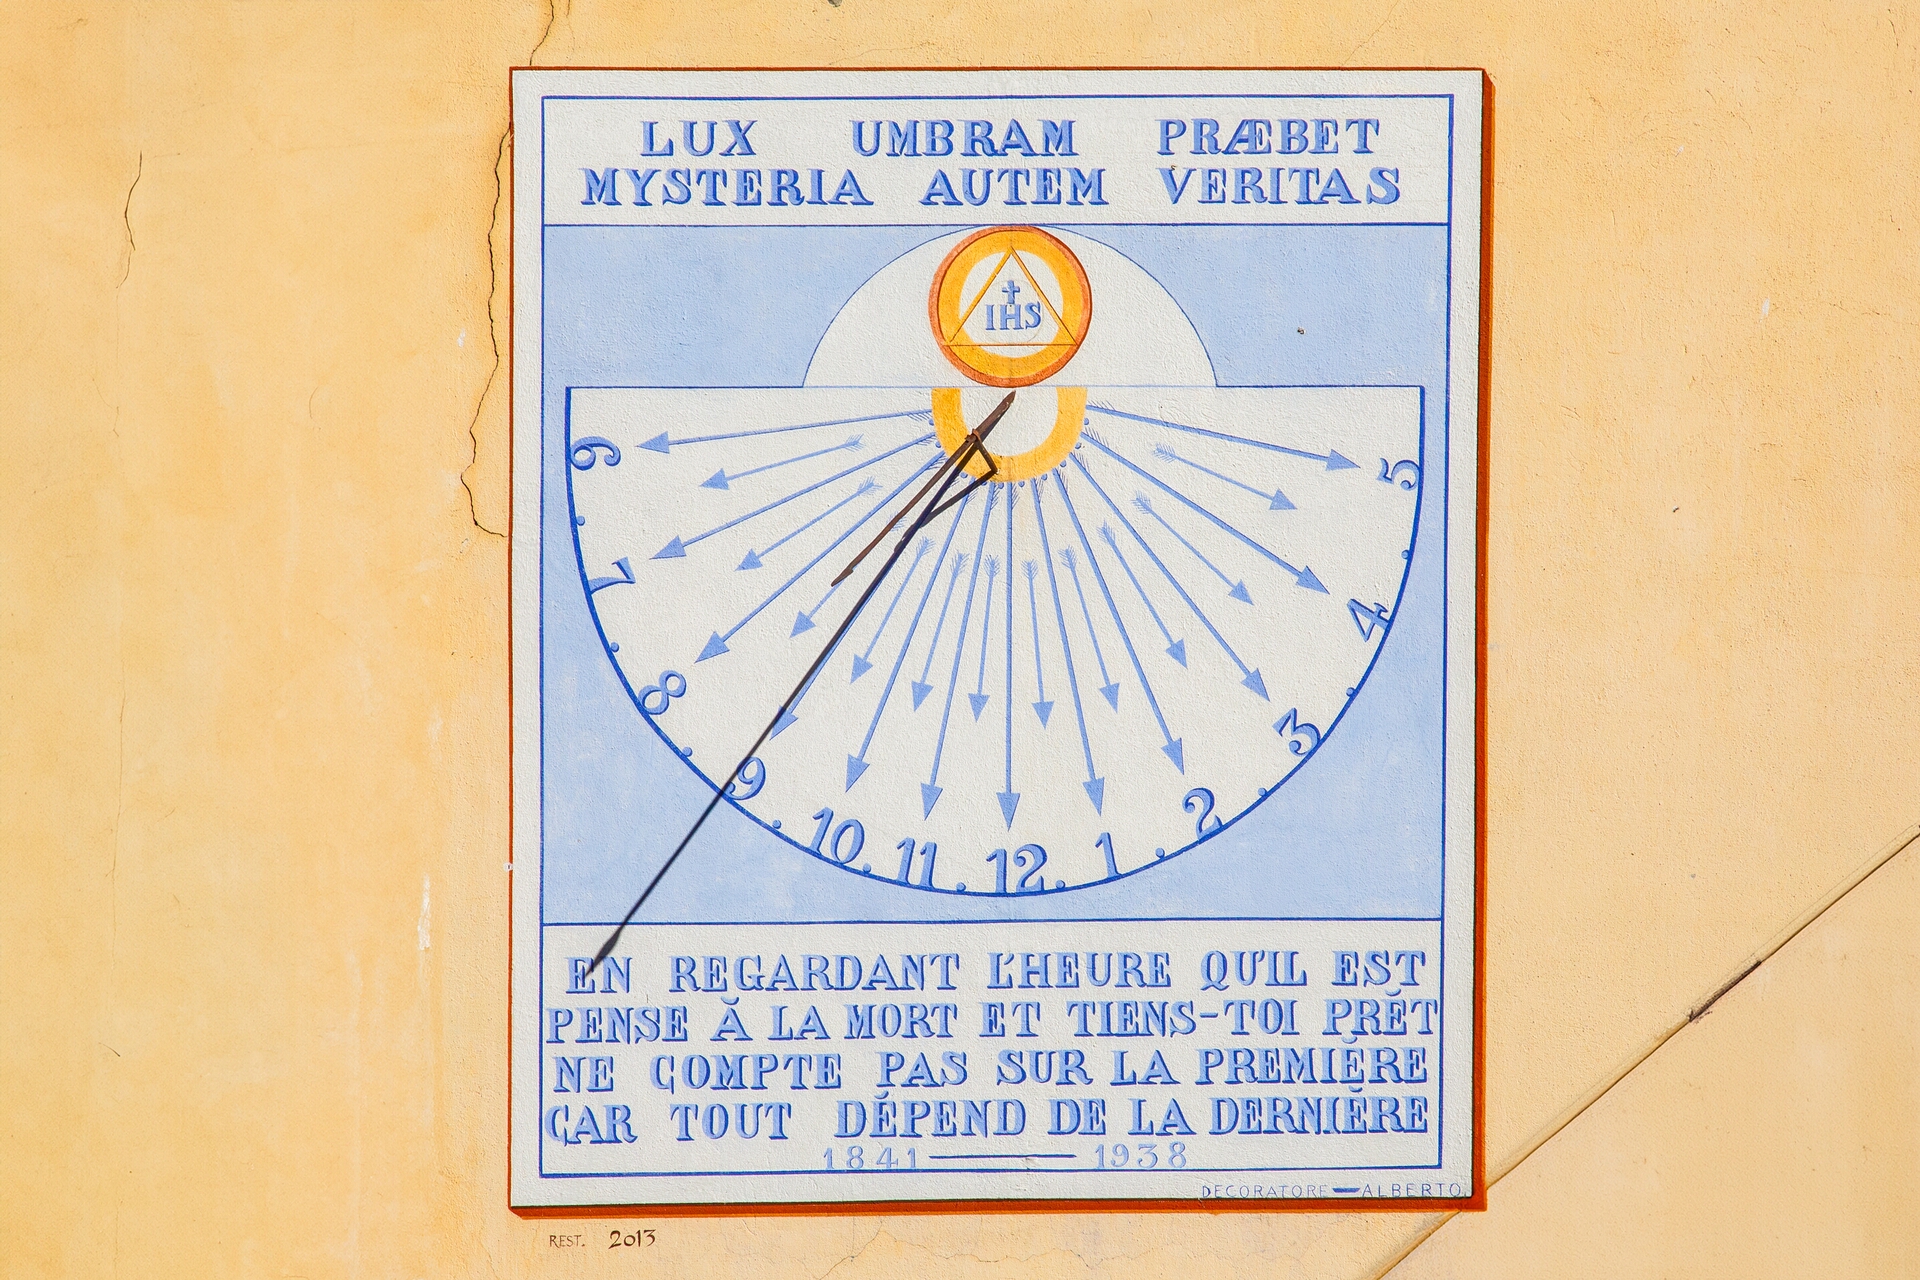 LUX UMBRAM PRÆBET
MYSTERIA AUTEM VERITAS
IHS
6 5
7 4
8 3
9 2
10 11 12 1
EN REGARDANT L'HEURE QU'IL EST
PENSE À LA MORT ET TIENS-TOI PRÊT
NE COMPTE PAS SUR LA PREMIÈRE
CAR TOUT DÉPEND DE LA DERNIÈRE
1841 — 1938
DECORATORE — ALBERTO
REST. 2013